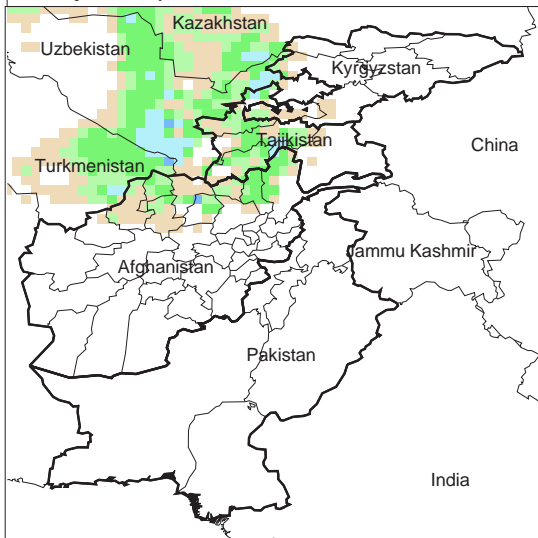 Kazakhstan
Uzbekistan
Kyrgyzstan
Tajikistan
China
Turkmenistan
Jammu Kashmir
Afghanistan
Pakistan
India